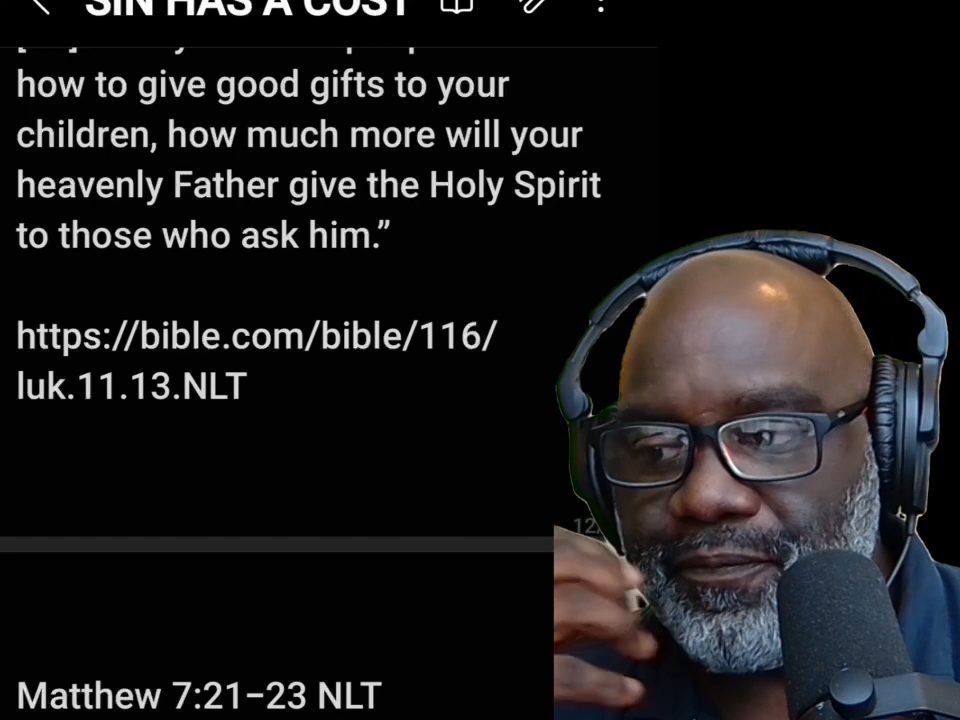 SIN HAS A COST
how to give good gifts to your
children, how much more will your
heavenly Father give the Holy Spirit
to those who ask him.”
https://bible.com/bible/116/
luk.11.13.NLT
Matthew 7:21–23 NLT